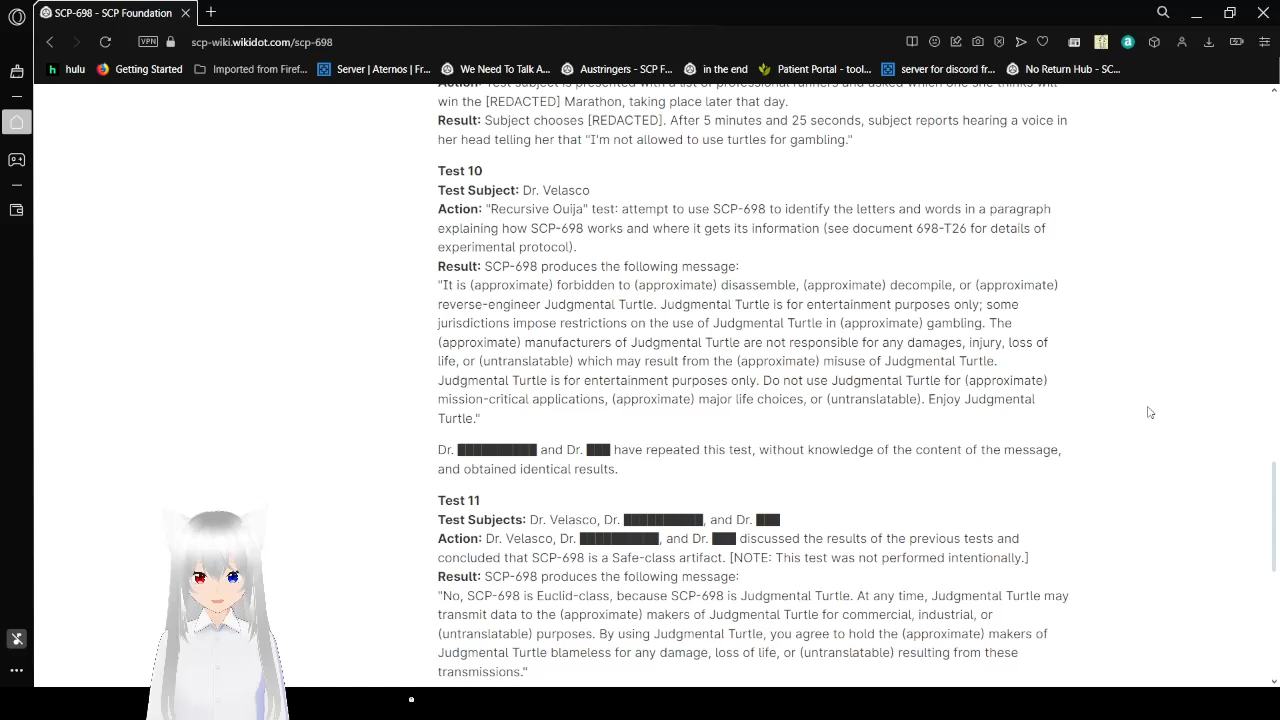 SCP-698 - SCP Foundation
VPN
scp-wiki.wikidot.com/scp-698
hulu
Getting Started
Imported from Firef...
Server | Aternos | Fr...
We Need To Talk A...
Austringers - SCP F...
in the end
Patient Portal - tool...
server for discord fr...
No Return Hub - SC...
Action: Test subject is presented with a list of professional runners and asked which one she thinks will
win the [REDACTED] Marathon, taking place later that day.
Result: Subject chooses [REDACTED]. After 5 minutes and 25 seconds, subject reports hearing a voice in
her head telling her that "I'm not allowed to use turtles for gambling."
Test 10
Test Subject: Dr. Velasco
Action: "Recursive Ouija" test: attempt to use SCP-698 to identify the letters and words in a paragraph
explaining how SCP-698 works and where it gets its information (see document 698-T26 for details of
experimental protocol).
Result: SCP-698 produces the following message:
"It is (approximate) forbidden to (approximate) disassemble, (approximate) decompile, or (approximate)
reverse-engineer Judgmental Turtle. Judgmental Turtle is for entertainment purposes only; some
jurisdictions impose restrictions on the use of Judgmental Turtle in (approximate) gambling. The
(approximate) manufacturers of Judgmental Turtle are not responsible for any damages, injury, loss of
life, or (untranslatable) which may result from the (approximate) misuse of Judgmental Turtle.
Judgmental Turtle is for entertainment purposes only. Do not use Judgmental Turtle for (approximate)
mission-critical applications, (approximate) major life choices, or (untranslatable). Enjoy Judgmental
Turtle."
Dr. ██████████ and Dr. ███ have repeated this test, without knowledge of the content of the message,
and obtained identical results.
Test 11
Test Subjects: Dr. Velasco, Dr. ██████████, and Dr. ███
Action: Dr. Velasco, Dr. ██████████, and Dr. ███ discussed the results of the previous tests and
concluded that SCP-698 is a Safe-class artifact. [NOTE: This test was not performed intentionally.]
Result: SCP-698 produces the following message:
"No, SCP-698 is Euclid-class, because SCP-698 is Judgmental Turtle. At any time, Judgmental Turtle may
transmit data to the (approximate) makers of Judgmental Turtle for commercial, industrial, or
(untranslatable) purposes. By using Judgmental Turtle, you agree to hold the (approximate) makers of
Judgmental Turtle blameless for any damage, loss of life, or (untranslatable) resulting from these
transmissions."